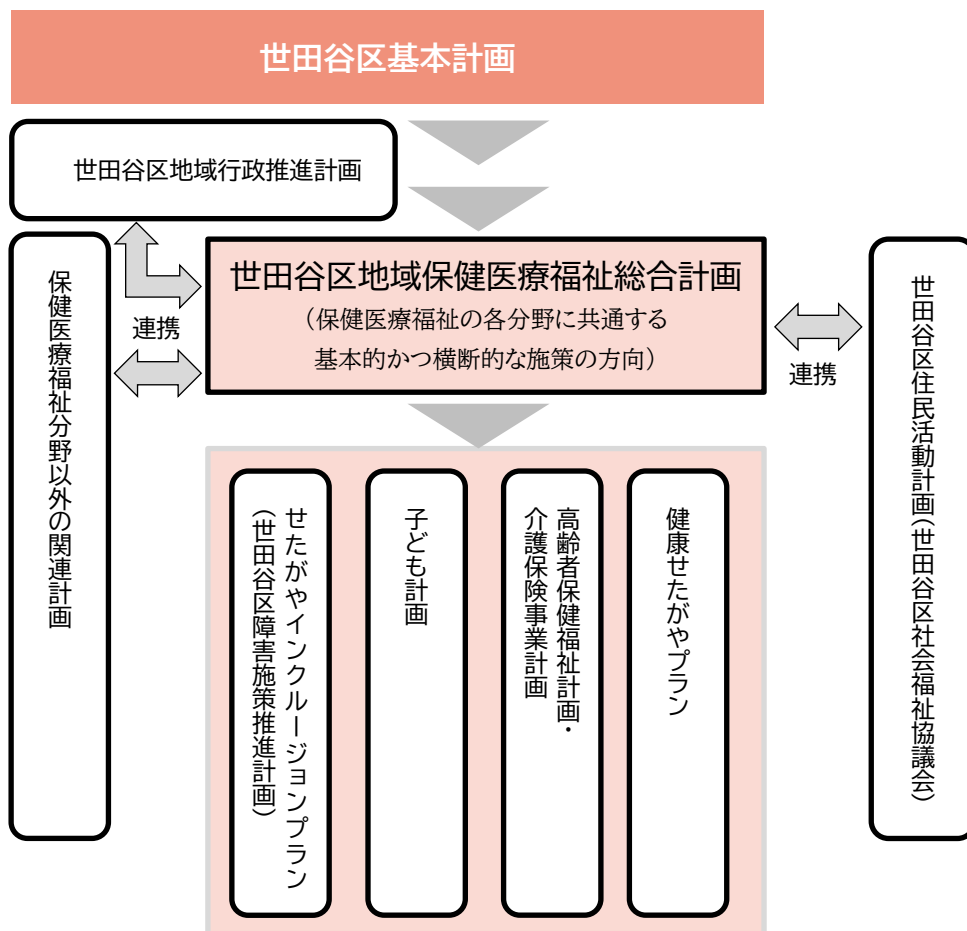 世田谷区基本計画
世田谷区地域行政推進計画
世田谷区地域保健医療福祉総合計画
（保健医療福祉の各分野に共通する
基本的かつ横断的な施策の方向）
連携
連携
保健医療福祉分野以外の関連計画
せたがやインクルージョンプラン
（世田谷区障害施策推進計画）
子ども計画
高齢者保健福祉計画・
介護保険事業計画
健康せたがやプラン
世田谷区住民活動計画（世田谷区社会福祉協議会）